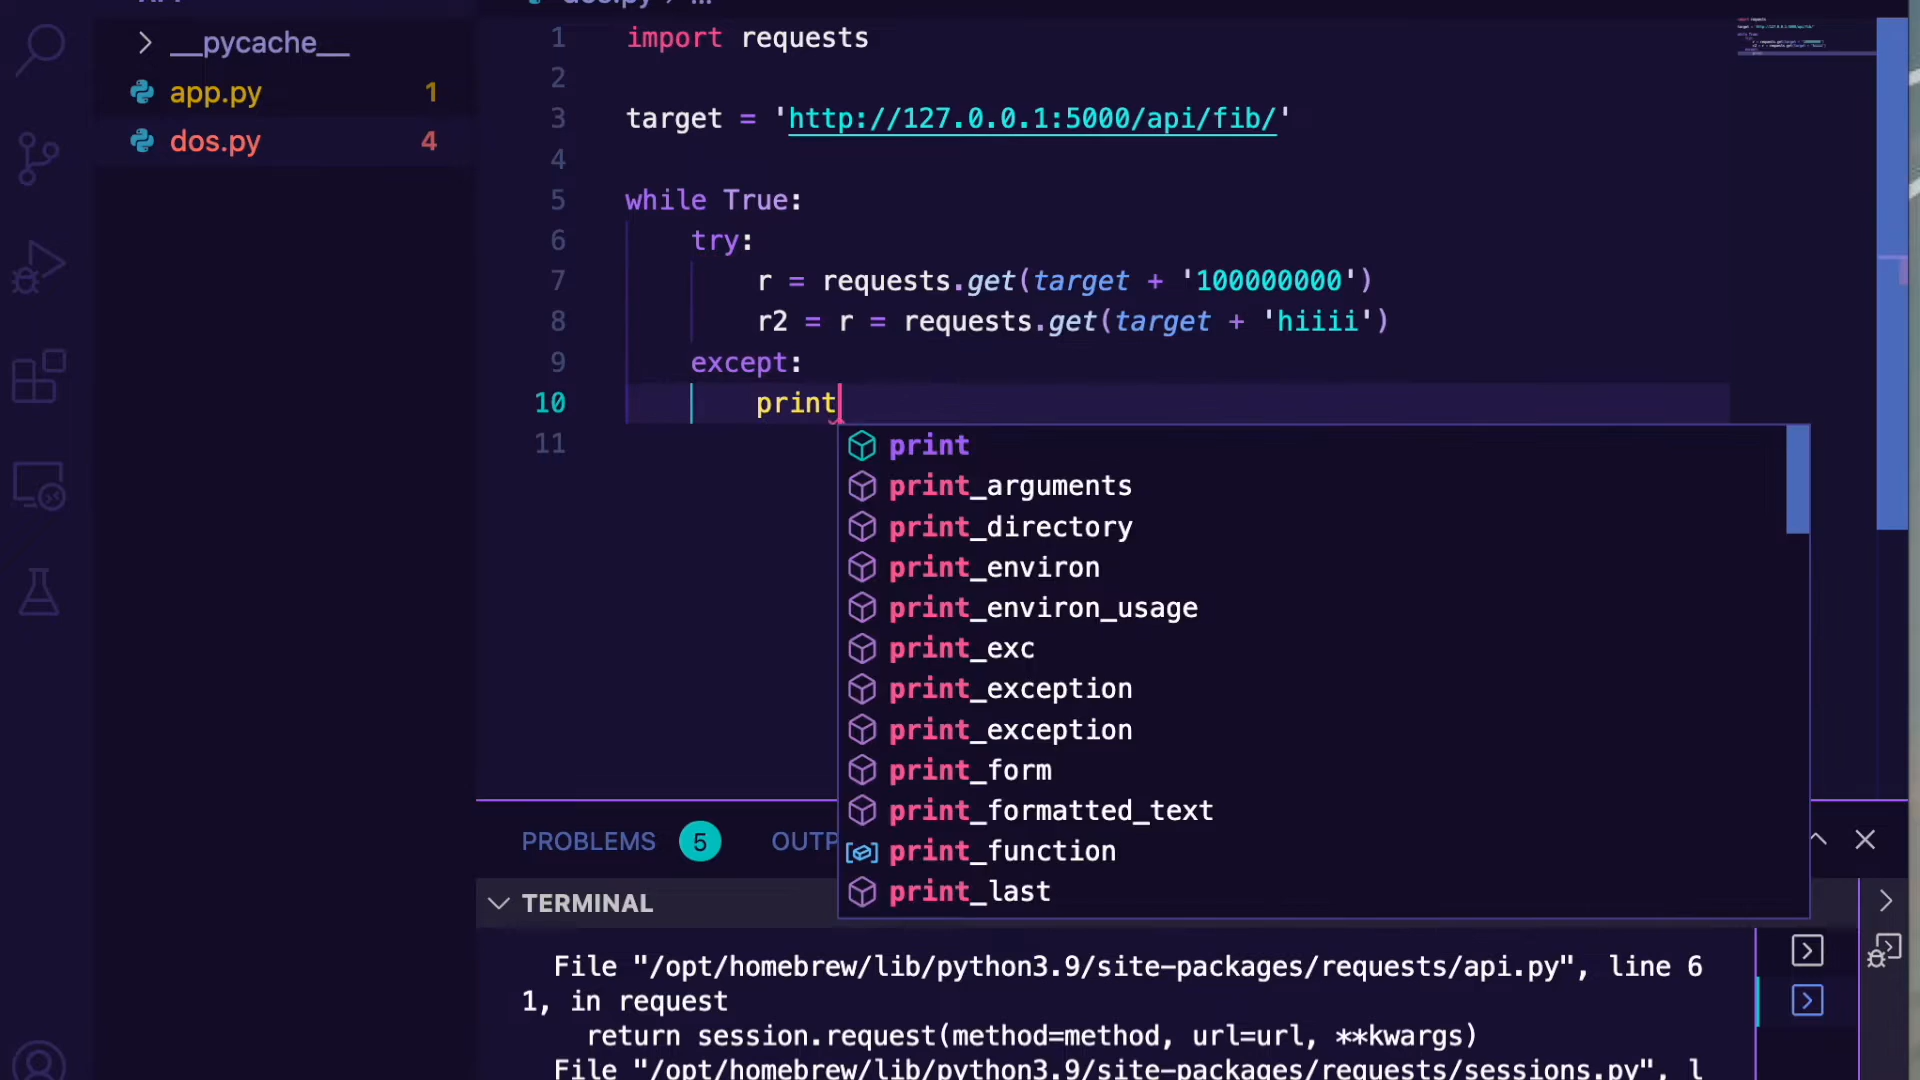 __pycache__
app.py 1
dos.py 4
1 import requests
2
3 target = 'http://127.0.0.1:5000/api/fib/'
4
5 while True:
6 try:
7 r = requests.get(target + '100000000')
8 r2 = r = requests.get(target + 'hiiii')
9 except:
10 print
11
print
print_arguments
print_directory
print_environ
print_environ_usage
print_exc
print_exception
print_exception
print_form
print_formatted_text
print_function
print_last
PROBLEMS 5 OUTP
TERMINAL
File "/opt/homebrew/lib/python3.9/site-packages/requests/api.py", line 6
1, in request
return session.request(method=method, url=url, **kwargs)
File "/opt/homebrew/lib/python3.9/site-packages/requests/sessions.py", l